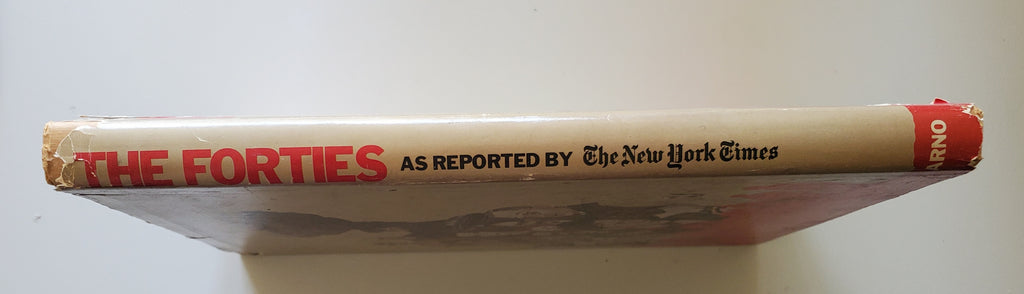 THE FORTIES AS REPORTED BY The New York Times
ARNO